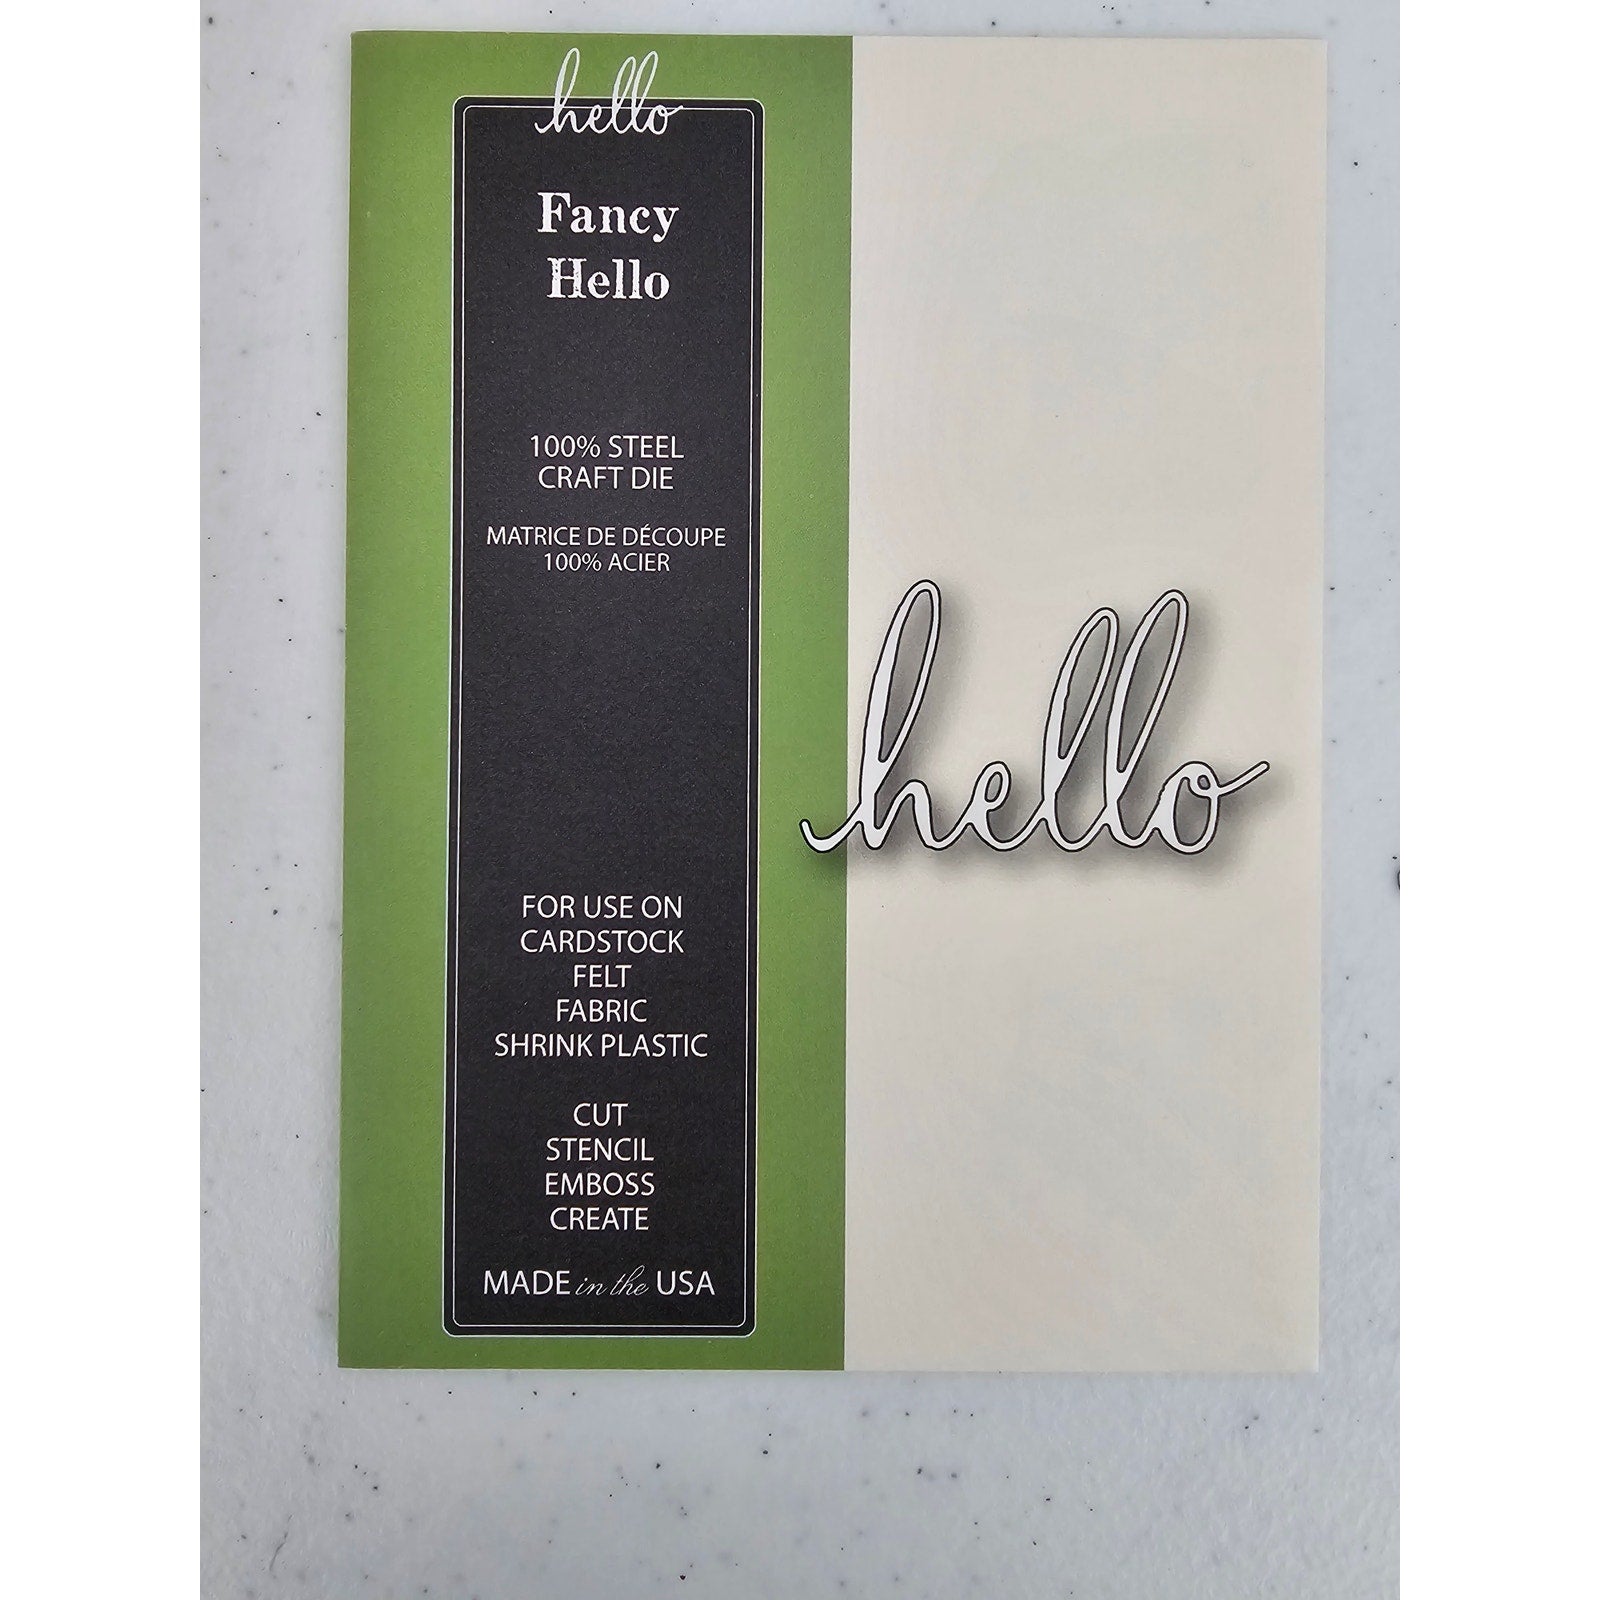 hello
Fancy
Hello
100% STEEL
CRAFT DIE
MATRICE DE DÉCOUPE
100% ACIER
hello
FOR USE ON
CARDSTOCK
FELT
FABRIC
SHRINK PLASTIC
CUT
STENCIL
EMBOSS
CREATE
MADE in the USA